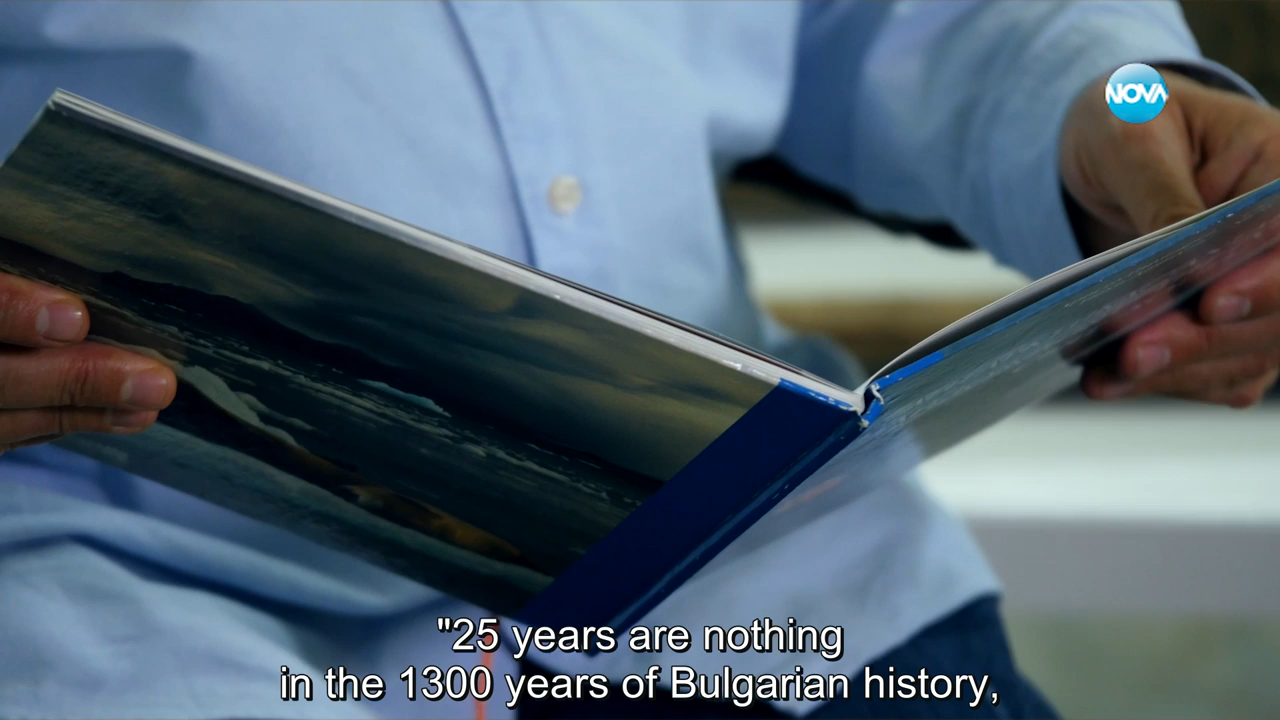 NOVA
"25 years are nothing
in the 1300 years of Bulgarian history,